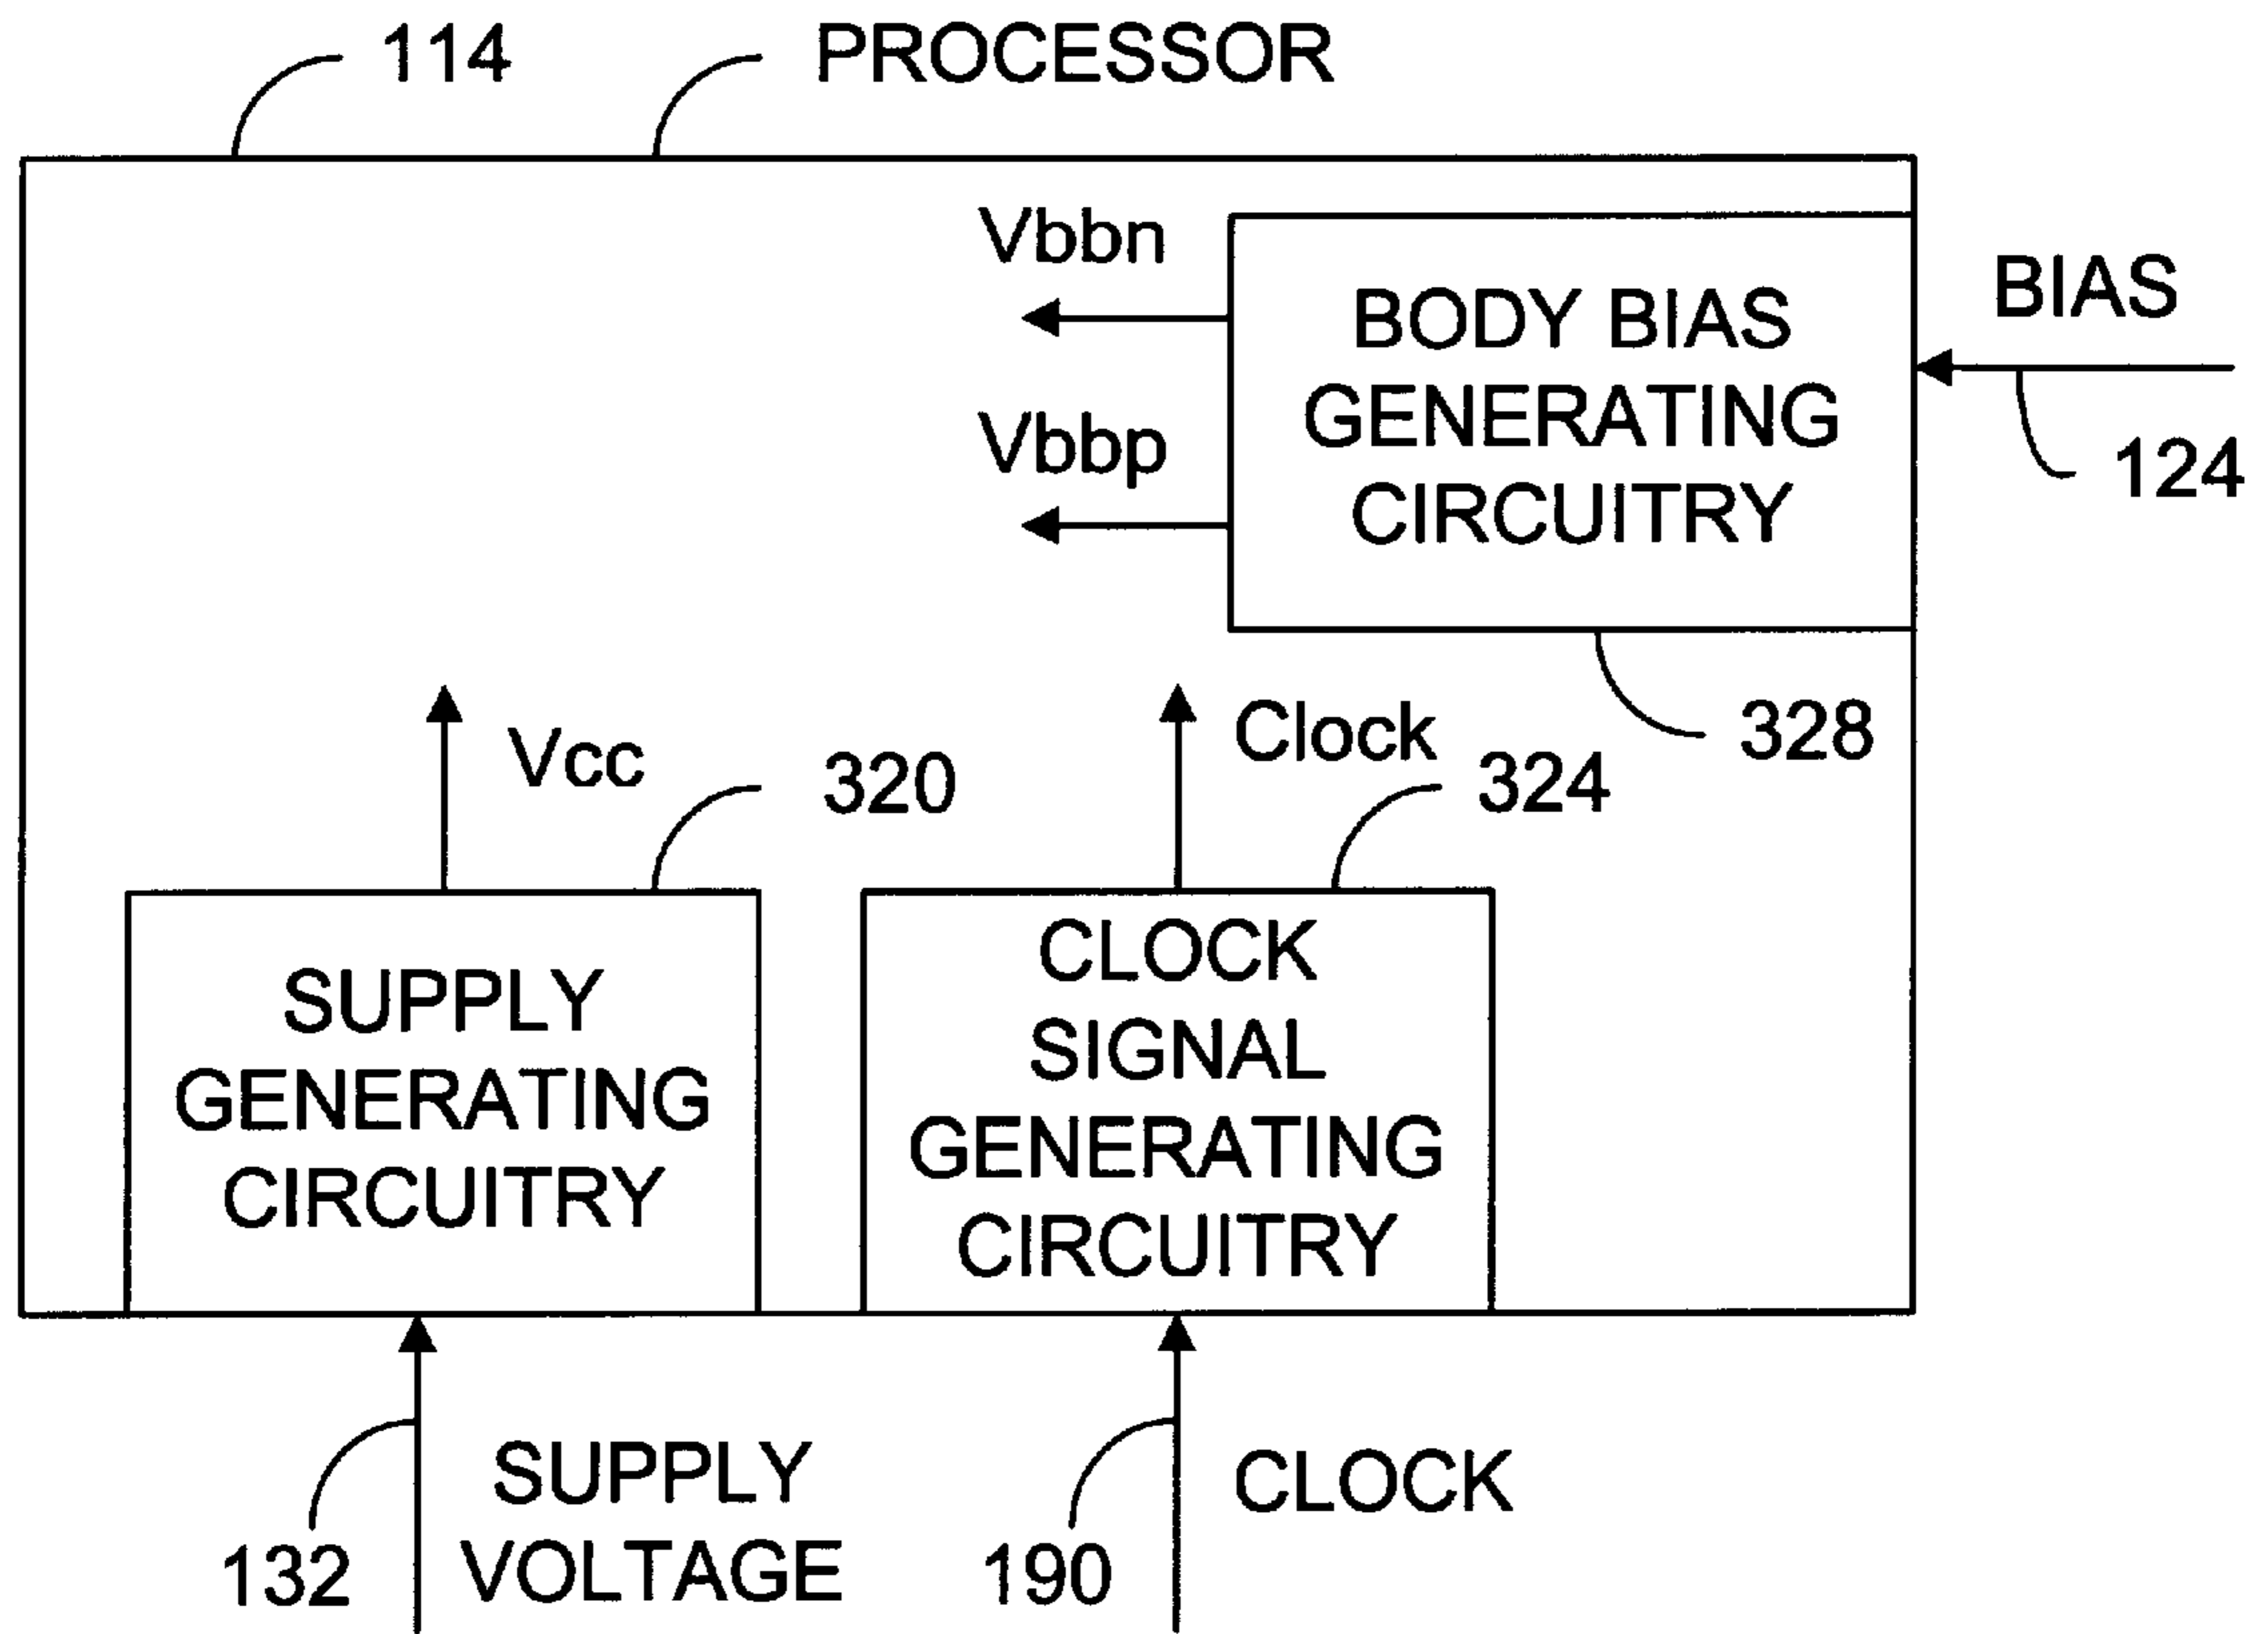 114
PROCESSOR
Vbbn
BODY BIAS
GENERATING
CIRCUITRY
BIAS
Vbbp
124
328
Vcc
320
Clock
324
SUPPLY
GENERATING
CIRCUITRY
CLOCK
SIGNAL
GENERATING
CIRCUITRY
132
SUPPLY
VOLTAGE
190
CLOCK